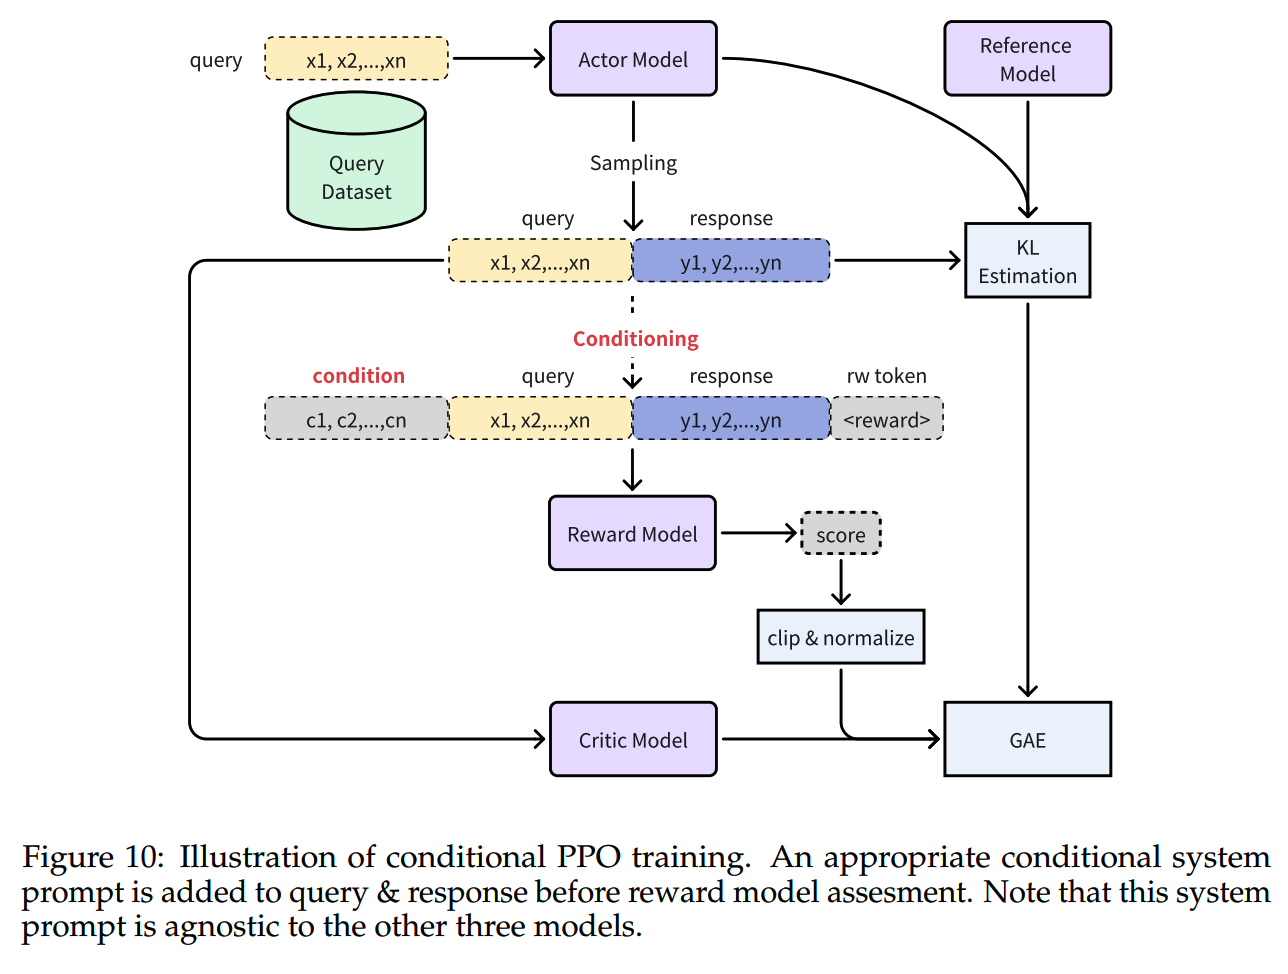 query
x1, x2,...,xn
Actor Model
Reference
Model
Query
Dataset
Sampling
query
response
x1, x2,...,xn
y1, y2,...,yn
KL
Estimation
Conditioning
condition
query
response
rw token
c1, c2,...,cn
x1, x2,...,xn
y1, y2,...,yn
<reward>
Reward Model
score
clip & normalize
Critic Model
GAE
Figure 10: Illustration of conditional PPO training. An appropriate conditional system
prompt is added to query & response before reward model assesment. Note that this system
prompt is agnostic to the other three models.